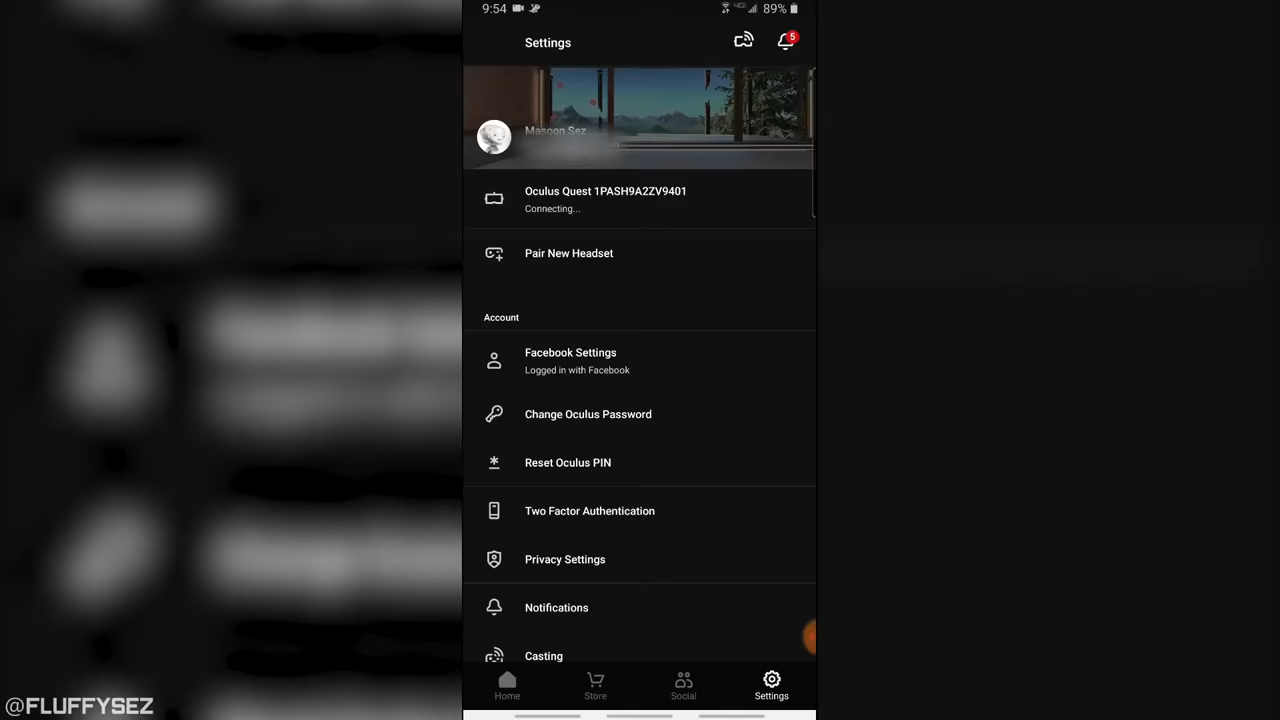 9:54
89%
Settings
5
Masoon Sez
Oculus Quest 1PASH9A2ZV9401
Connecting...
Pair New Headset
Account
Facebook Settings
Logged in with Facebook
Change Oculus Password
Reset Oculus PIN
Two Factor Authentication
Privacy Settings
Notifications
Casting
Home
Store
Social
Settings
@FLUFFYSEZ